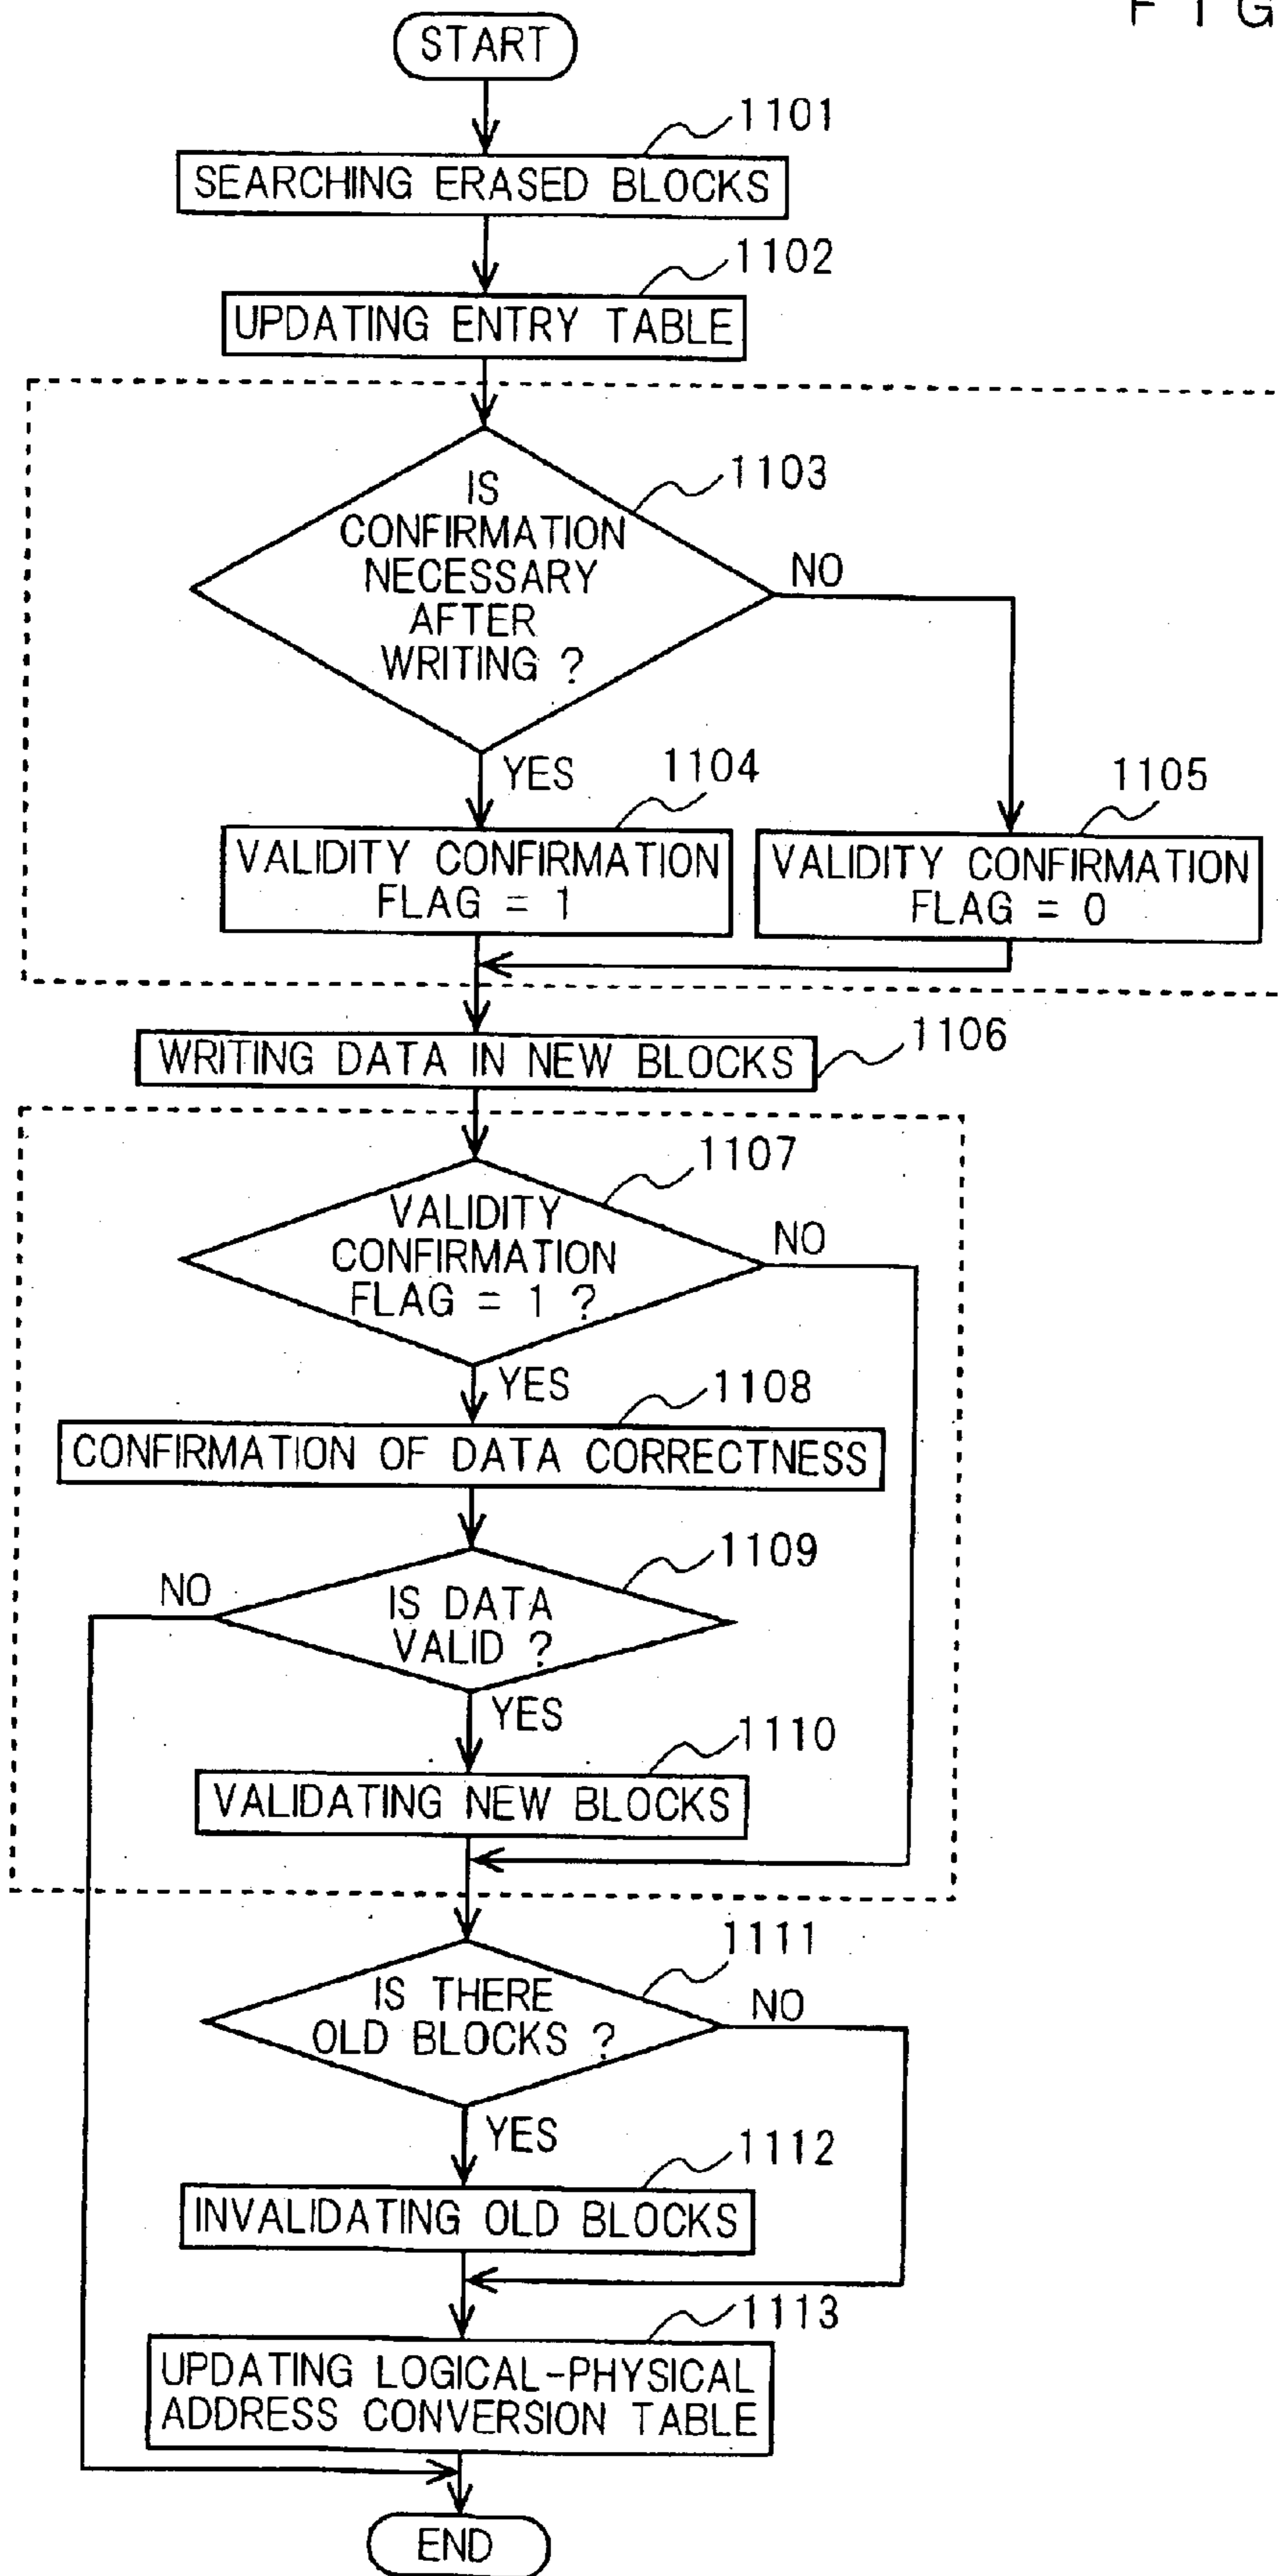 FIG
START
1101
SEARCHING ERASED BLOCKS
1102
UPDATING ENTRY TABLE
1103
IS
CONFIRMATION
NECESSARY
AFTER
WRITING ?
NO
YES
1104
1105
VALIDITY CONFIRMATION
FLAG = 1
VALIDITY CONFIRMATION
FLAG = 0
WRITING DATA IN NEW BLOCKS
1106
1107
VALIDITY
CONFIRMATION
FLAG = 1 ?
NO
YES
1108
CONFIRMATION OF DATA CORRECTNESS
1109
NO
IS DATA
VALID ?
YES
1110
VALIDATING NEW BLOCKS
1111
IS THERE
OLD BLOCKS ?
NO
YES
1112
INVALIDATING OLD BLOCKS
1113
UPDATING LOGICAL-PHYSICAL
ADDRESS CONVERSION TABLE
END